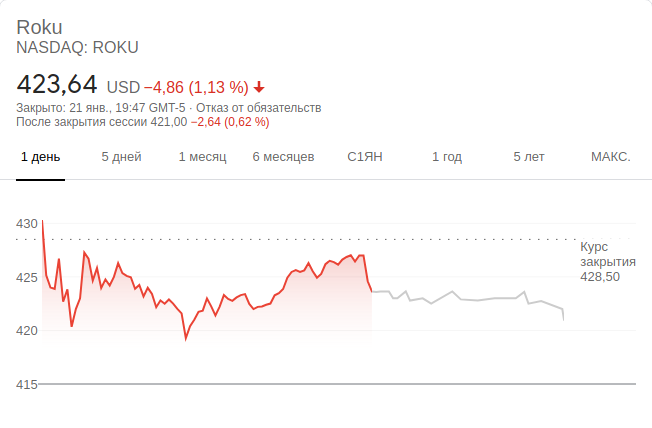 Roku
NASDAQ: ROKU
423,64 USD −4,86 (1,13 %)
Закрыто: 21 янв., 19:47 GMT-5 · Отказ от обязательств
После закрытия сессии 421,00 −2,64 (0,62 %)
1 день 5 дней 1 месяц 6 месяцев С1ЯН 1 год 5 лет МАКС.
430
Курс
закрытия
428,50
425
420
415